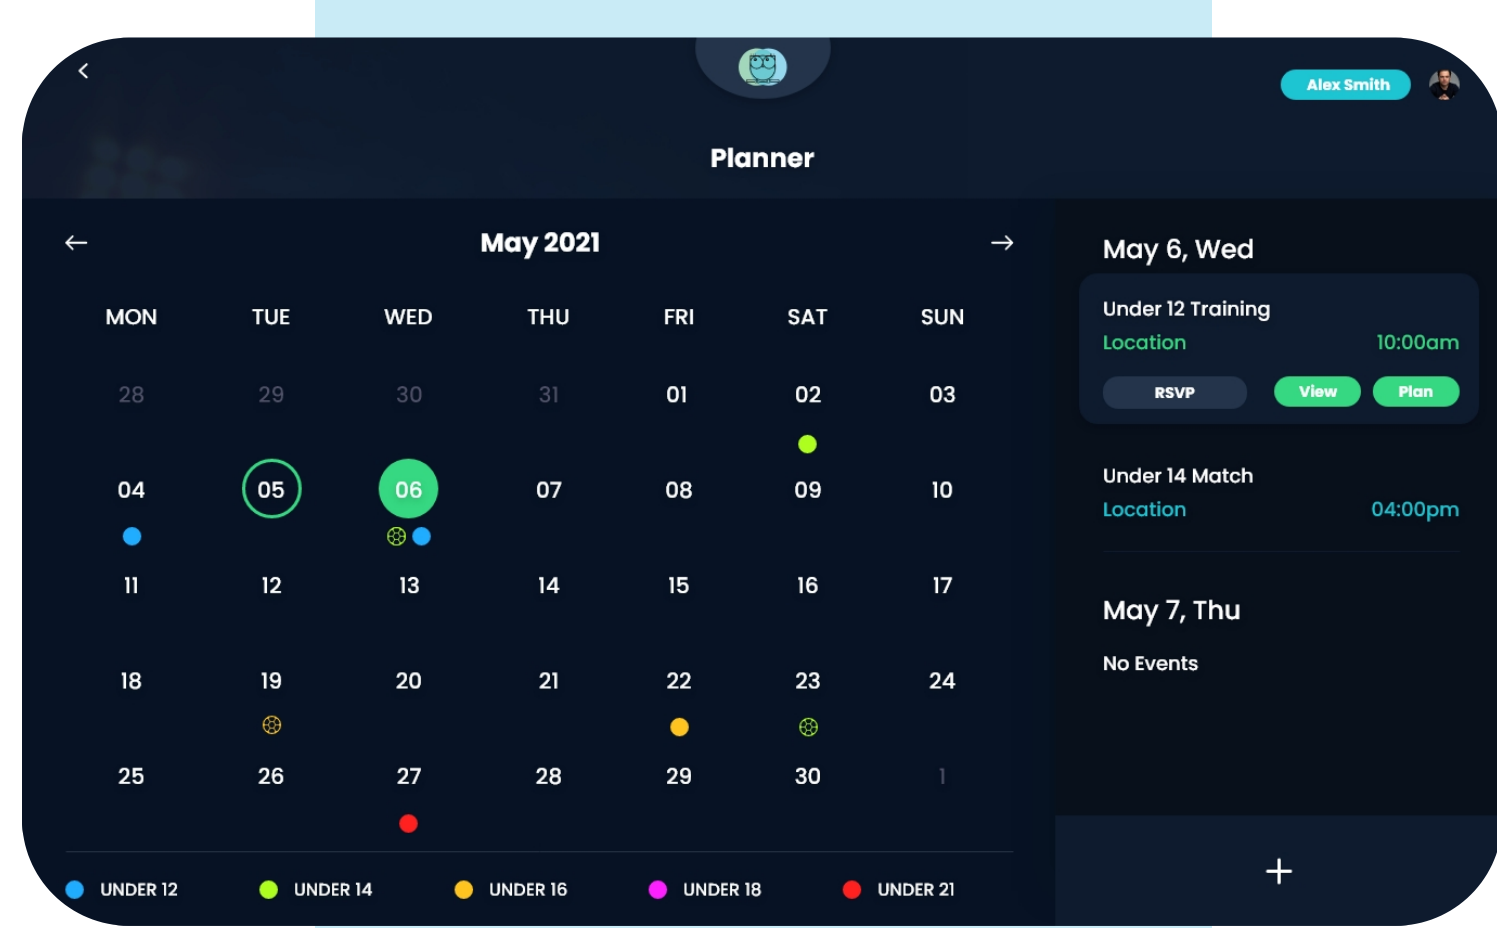 Alex Smith
Planner
May 2021
MON TUE WED THU FRI SAT SUN
28 29 30 31 01 02 03
04 05 06 07 08 09 10
11 12 13 14 15 16 17
18 19 20 21 22 23 24
25 26 27 28 29 30 1
UNDER 12 UNDER 14 UNDER 16 UNDER 18 UNDER 21
May 6, Wed
Under 12 Training
Location 10:00am
RSVP View Plan
Under 14 Match
Location 04:00pm
May 7, Thu
No Events